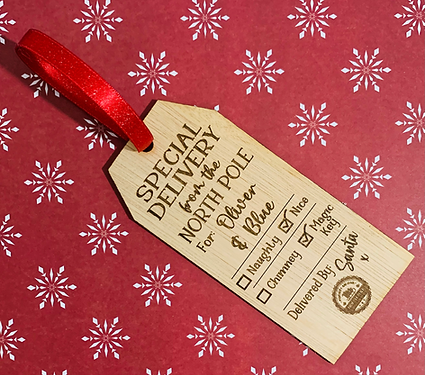 SPECIAL
DELIVERY
from the
NORTH POLE
For: Oliver
& Blue
Naughty Nice
Chimney Magic Key
Delivered By: Santa
x